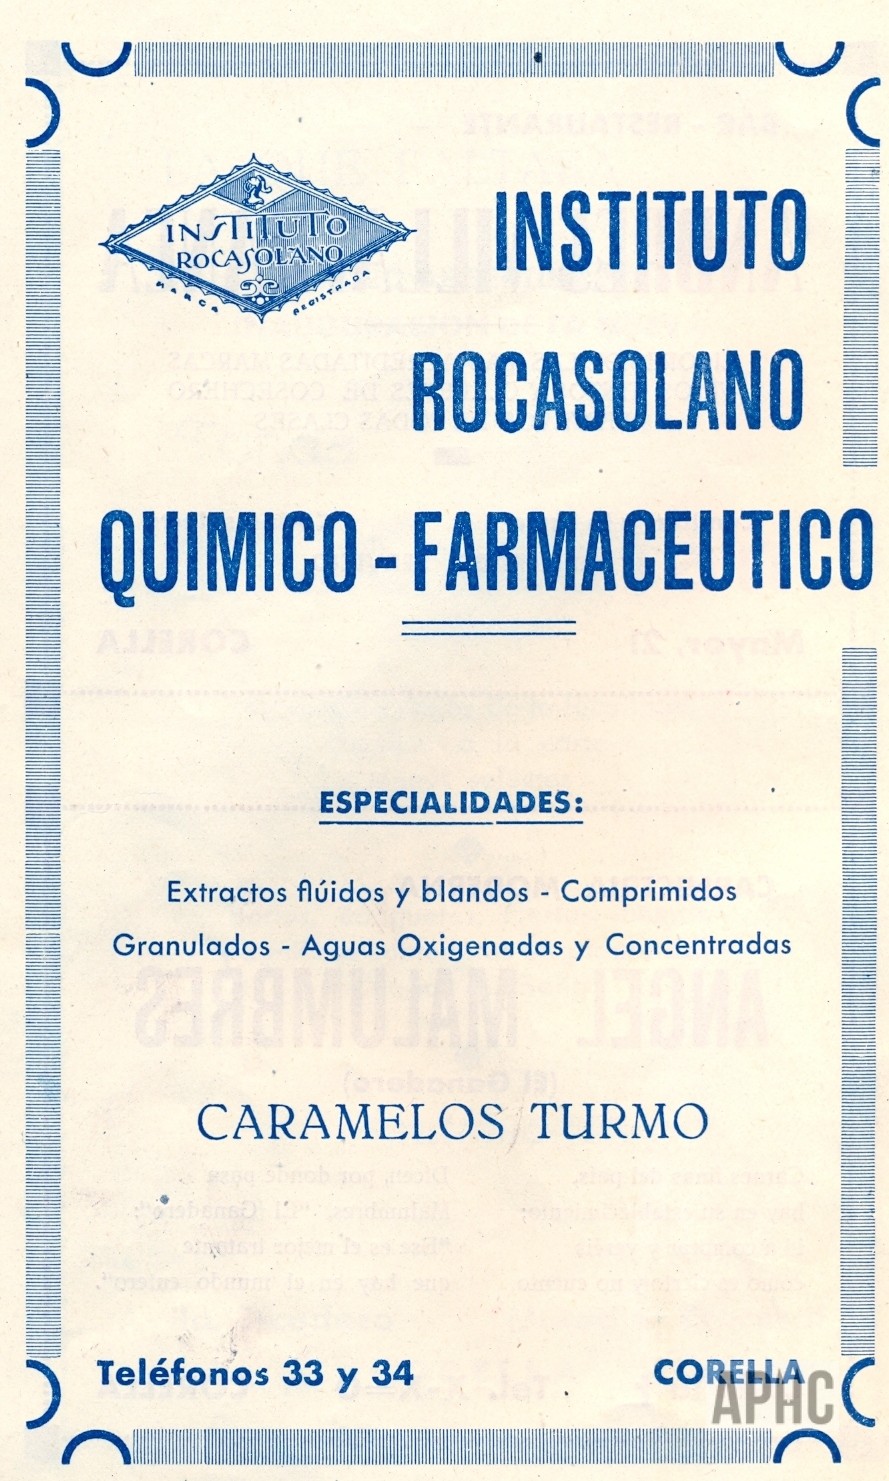 INSTITUTO
ROCASOLANO
MARCA REGISTRADA
INSTITUTO
ROCASOLANO
QUIMICO - FARMACEUTICO
ESPECIALIDADES:
Extractos flúidos y blandos - Comprimidos
Granulados - Aguas Oxigenadas y Concentradas
CARAMELOS TURMO
Teléfonos 33 y 34 CORELLA
APHC